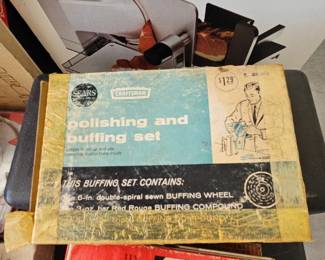 SEARS
CRAFTSMAN
$1.29
polishing and
buffing set
THIS BUFFING SET CONTAINS:
6-in. double-spiral sewn BUFFING WHEEL
bar Red Rouge BUFFING COMPOUND